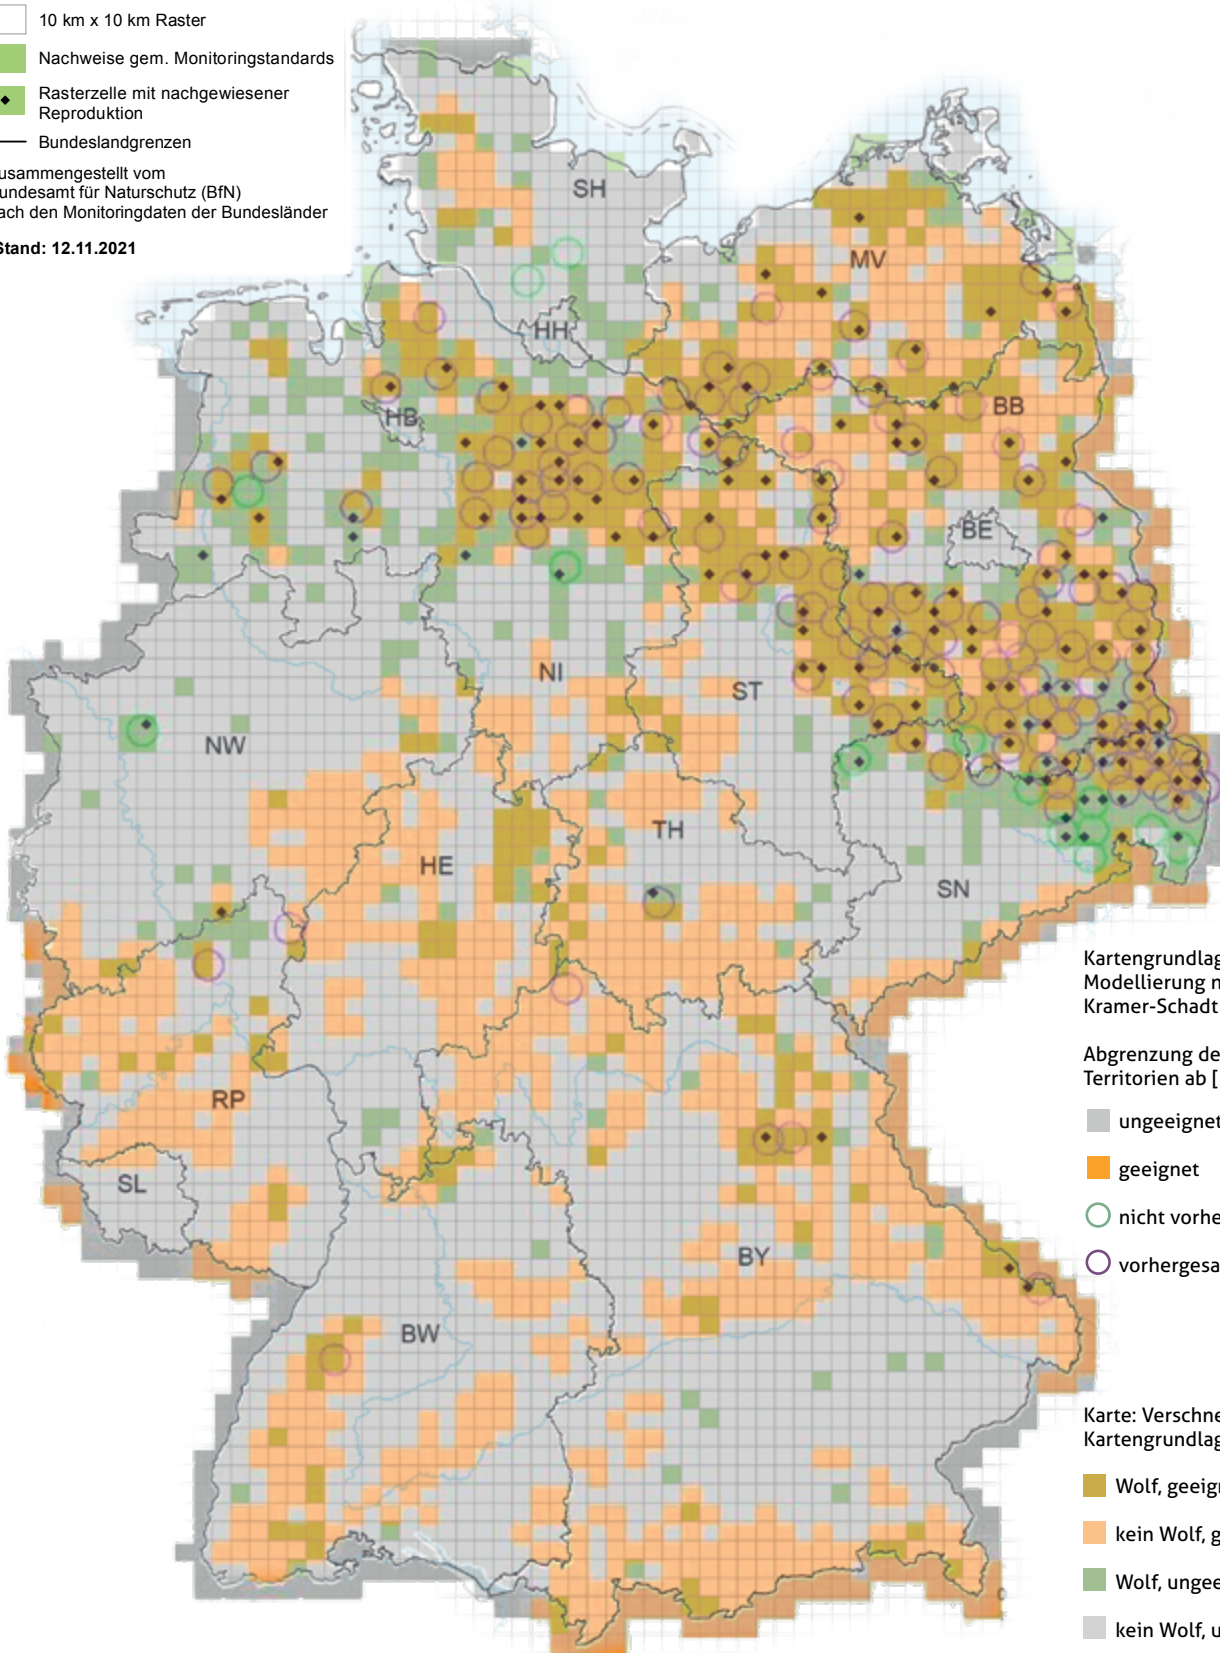 10 km x 10 km Raster
Nachweise gem. Monitoringstandards
Rasterzelle mit nachgewiesener
Reproduktion
Bundeslandgrenzen
usammengestellt vom
undesamt für Naturschutz (BfN)
ach den Monitoringdaten der Bundesländer
Stand: 12.11.2021
SH
MV
HH
HB
BB
BE
NI
ST
NW
TH
HE
SN
RP
SL
BY
BW
Kartengrundlag
Modellierung n
Kramer-Schadt
Abgrenzung de
Territorien ab [
ungeeignet
geeignet
nicht vorhe
vorhergesa
Karte: Verschne
Kartengrundlag
Wolf, geeign
kein Wolf, g
Wolf, ungee
kein Wolf, u